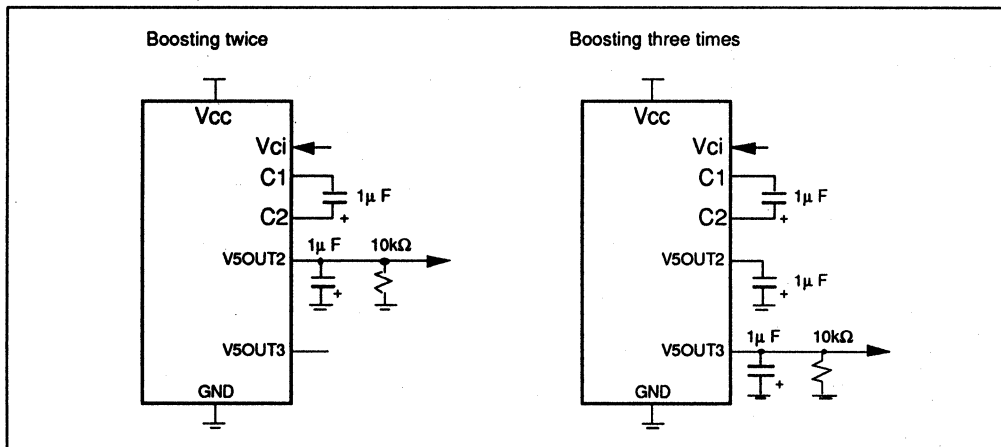 Boosting twice
Vcc
Vci
C1
1μ F
C2
+
1μ F
10kΩ
V5OUT2
+
V5OUT3
GND
Boosting three times
Vcc
Vci
C1
1μ F
C2
+
V5OUT2
1μ F
+
1μ F
10kΩ
V5OUT3
+
GND